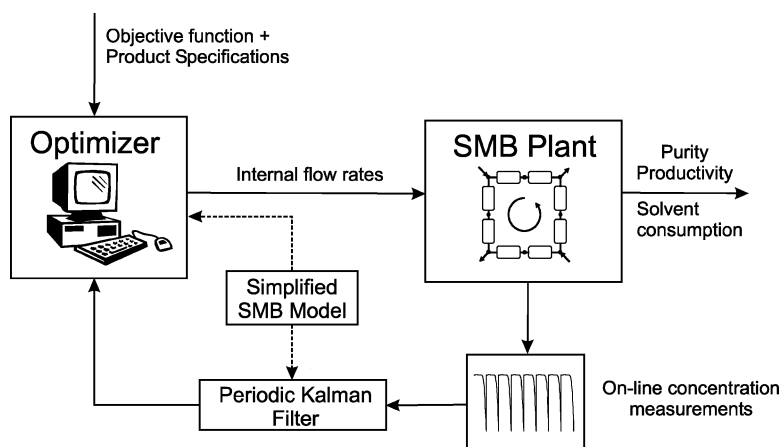 Objective function +
Product Specifications
Optimizer
Internal flow rates
SMB Plant
Purity
Productivity
Solvent
consumption
Simplified
SMB Model
Periodic Kalman
Filter
On-line concentration
measurements